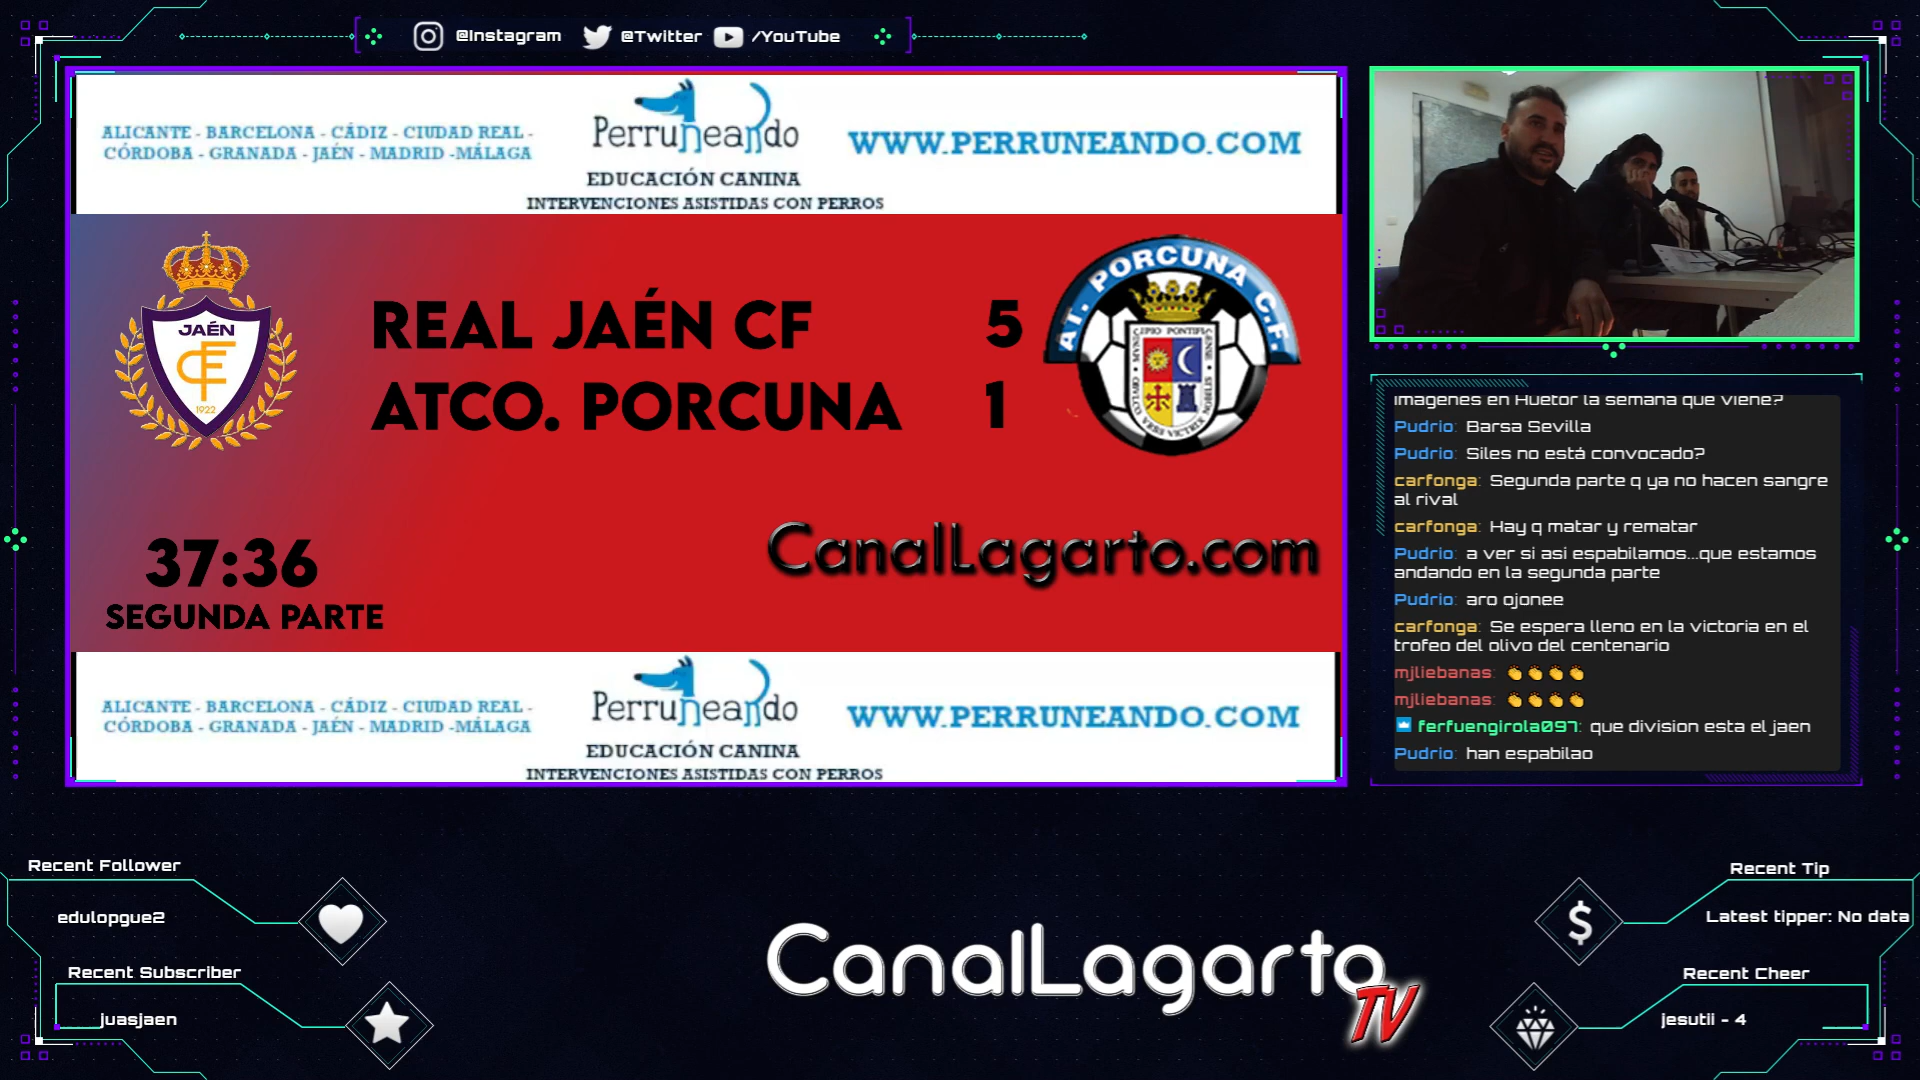 @Instagram @Twitter /YouTube
ALICANTE - BARCELONA - CÁDIZ - CIUDAD REAL -
CÓRDOBA - GRANADA - JAÉN - MADRID -MÁLAGA
Perruneando
EDUCACIÓN CANINA
INTERVENCIONES ASISTIDAS CON PERROS
WWW.PERRUNEANDO.COM
JAÉN
CF
1922
REAL JAÉN CF 5
ATCO. PORCUNA 1
AT. PORCUNA C.F.
37:36
SEGUNDA PARTE
CanalLagarto.com
ALICANTE - BARCELONA - CÁDIZ - CIUDAD REAL -
CÓRDOBA - GRANADA - JAÉN - MADRID -MÁLAGA
Perruneando
EDUCACIÓN CANINA
INTERVENCIONES ASISTIDAS CON PERROS
WWW.PERRUNEANDO.COM
imagenes en Huetor la semana que viene?
Pudrio: Barsa Sevilla
Pudrio: Siles no está convocado?
carfonga: Segunda parte q ya no hacen sangre
al rival
carfonga: Hay q matar y rematar
Pudrio: a ver si asi espabilamos...que estamos
andando en la segunda parte
Pudrio: aro ojonee
carfonga: Se espera lleno en la victoria en el
trofeo del olivo del centenario
mjliebanas: 👏👏👏👏
mjliebanas: 👏👏👏👏
ferfuengirola097: que division esta el jaen
Pudrio: han espabilao
Recent Follower
edulopgue2
Recent Subscriber
juasjaen
CanalLagarto
TV
Recent Tip
$
Latest tipper: No data
Recent Cheer
jesutii - 4